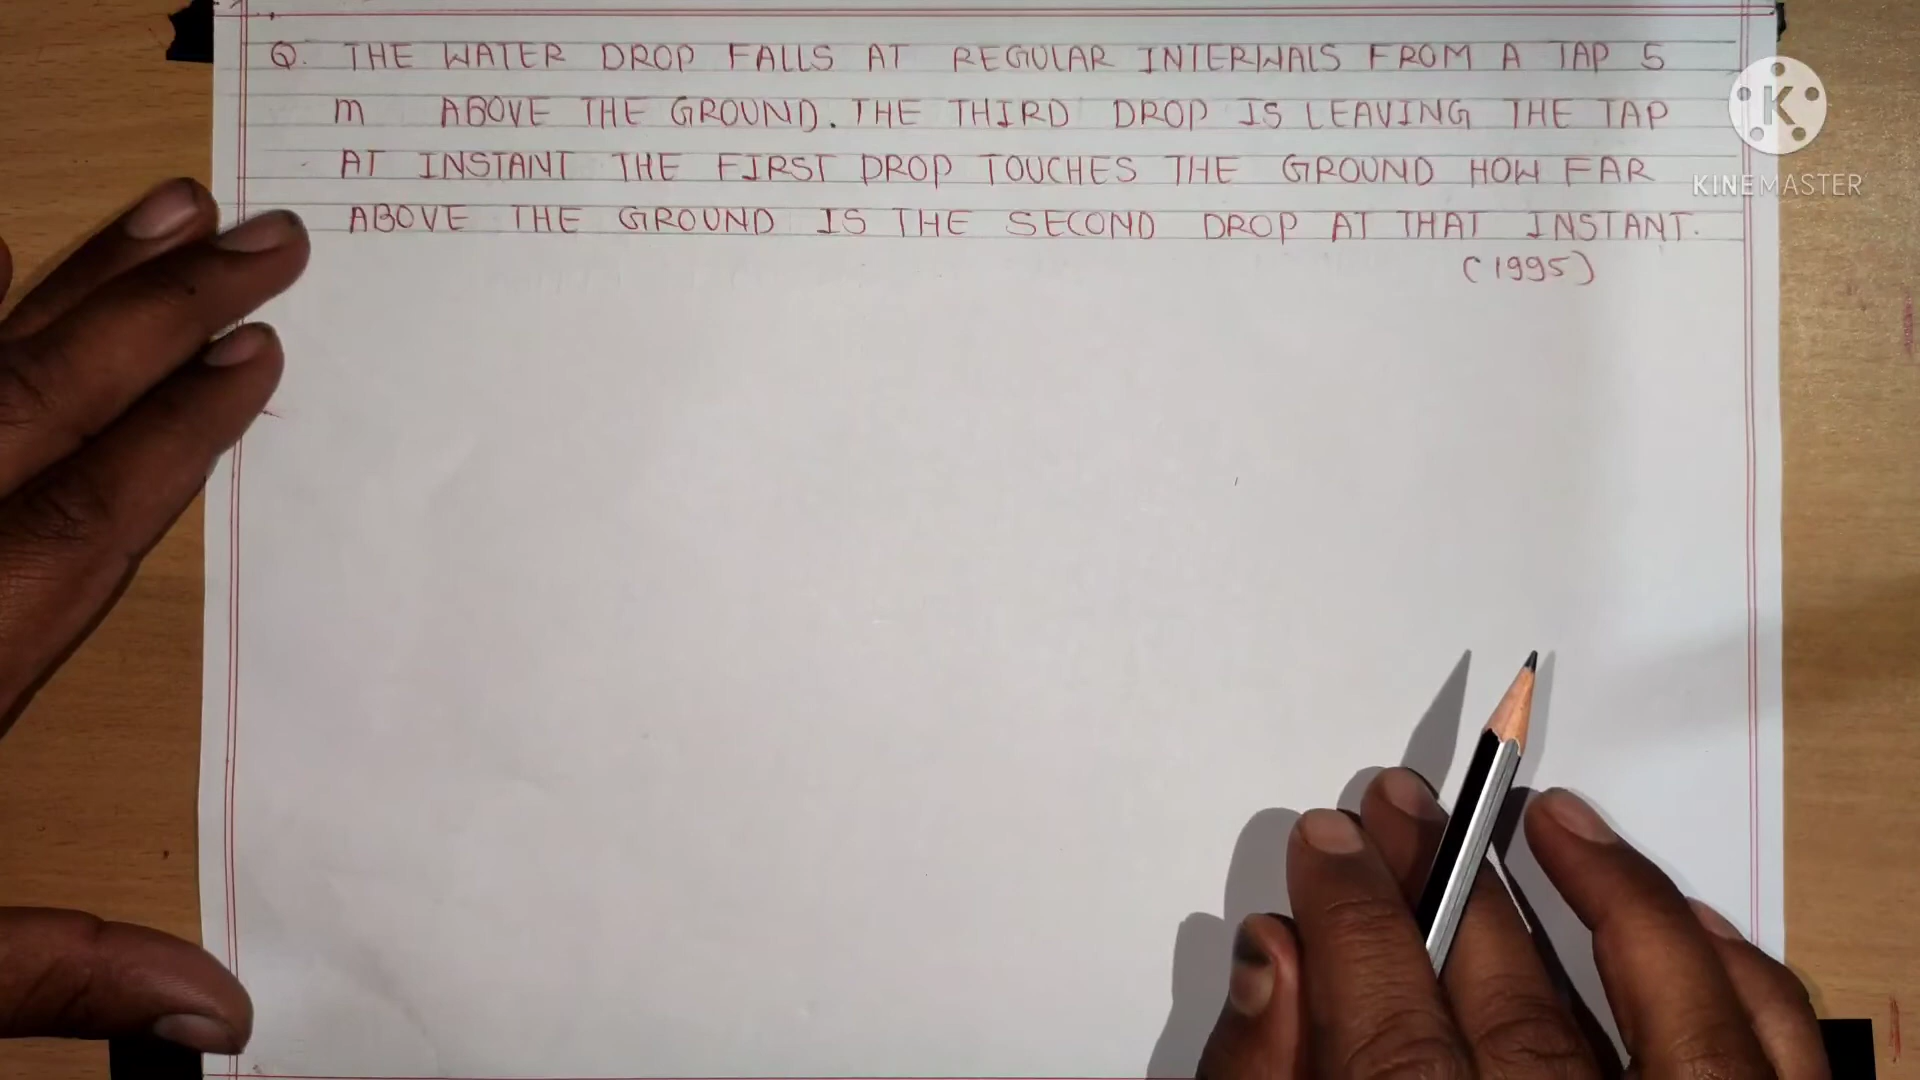 Q. THE WATER DROP FALLS AT REGULAR INTERWALS FROM A TAP 5
m ABOVE THE GROUND. THE THIRD DROP IS LEAVING THE TAP
AT INSTANT THE FIRST DROP TOUCHES THE GROUND HOW FAR
ABOVE THE GROUND IS THE SECOND DROP AT THAT INSTANT.
(1995)
K
KINEMASTER